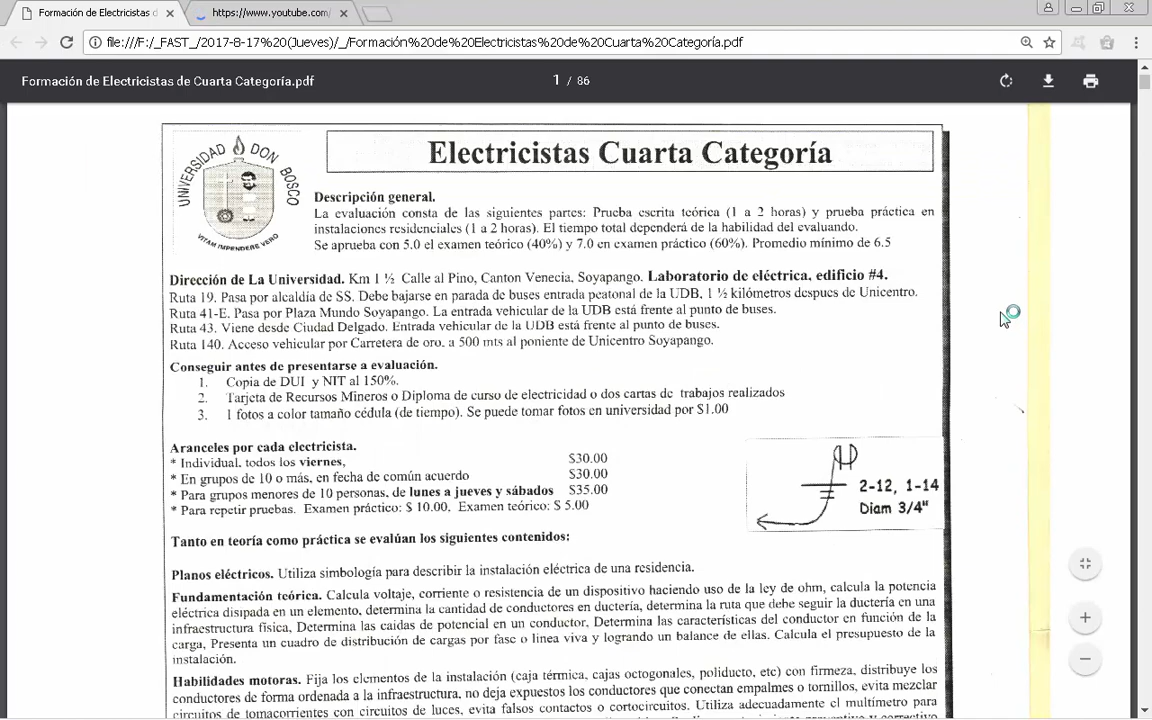 Formación de Electricistas d
https://www.youtube.com/
file:///F:/_FAST_/2017-8-17%20(Jueves)/_/Formación%20de%20Electricistas%20de%20Cuarta%20Categoría.pdf
Formación de Electricistas de Cuarta Categoría.pdf
1 / 86
UNIVERSIDAD DON BOSCO
VITAM IMPENDERE VERO
Electricistas Cuarta Categoría
Descripción general.
La evaluación consta de las siguientes partes: Prueba escrita teórica (1 a 2 horas) y prueba práctica en
instalaciones residenciales (1 a 2 horas). El tiempo total dependerá de la habilidad del evaluando.
Se aprueba con 5.0 el examen teórico (40%) y 7.0 en examen práctico (60%). Promedio mínimo de 6.5
Dirección de La Universidad. Km 1 ½ Calle al Pino, Canton Venecia, Soyapango. Laboratorio de eléctrica, edificio #4.
Ruta 19. Pasa por alcaldía de SS. Debe bajarse en parada de buses entrada peatonal de la UDB, 1 ½ kilómetros despues de Unicentro.
Ruta 41-E. Pasa por Plaza Mundo Soyapango. La entrada vehicular de la UDB está frente al punto de buses.
Ruta 43. Viene desde Ciudad Delgado. Entrada vehicular de la UDB está frente al punto de buses.
Ruta 140. Acceso vehicular por Carretera de oro. a 500 mts al poniente de Unicentro Soyapango.
Conseguir antes de presentarse a evaluación.
1. Copia de DUI y NIT al 150%.
2. Tarjeta de Recursos Mineros o Diploma de curso de electricidad o dos cartas de trabajos realizados
3. 1 fotos a color tamaño cédula (de tiempo). Se puede tomar fotos en universidad por $1.00
Aranceles por cada electricista.
* Individual, todos los viernes, $30.00
* En grupos de 10 o más, en fecha de común acuerdo $30.00
* Para grupos menores de 10 personas, de lunes a jueves y sábados $35.00
* Para repetir pruebas. Examen práctico: $ 10.00, Examen teórico: $ 5.00
2-12, 1-14
Diam 3/4"
Tanto en teoría como práctica se evalúan los siguientes contenidos:
Planos eléctricos. Utiliza simbología para describir la instalación eléctrica de una residencia.
Fundamentación teórica. Calcula voltaje, corriente o resistencia de un dispositivo haciendo uso de la ley de ohm, calcula la potencia
eléctrica disipada en un elemento, determina la cantidad de conductores en ductería, determina la ruta que debe seguir la ductería en una
infraestructura física, Determina las caidas de potencial en un conductor, Determina las características del conductor en función de la
carga, Presenta un cuadro de distribución de cargas por fase o linea viva y logrando un balance de ellas. Calcula el presupuesto de la
instalación.
Habilidades motoras. Fija los elementos de la instalación (caja térmica, cajas octogonales, poliducto, etc) con firmeza, distribuye los
conductores de forma ordenada a la infraestructura, no deja expuestos los conductores que conectan empalmes o tornillos, evita mezclar
circuitos de tomacorrientes con circuitos de luces, evita falsos contactos o cortocircuitos. Utiliza adecuadamente el multímetro para